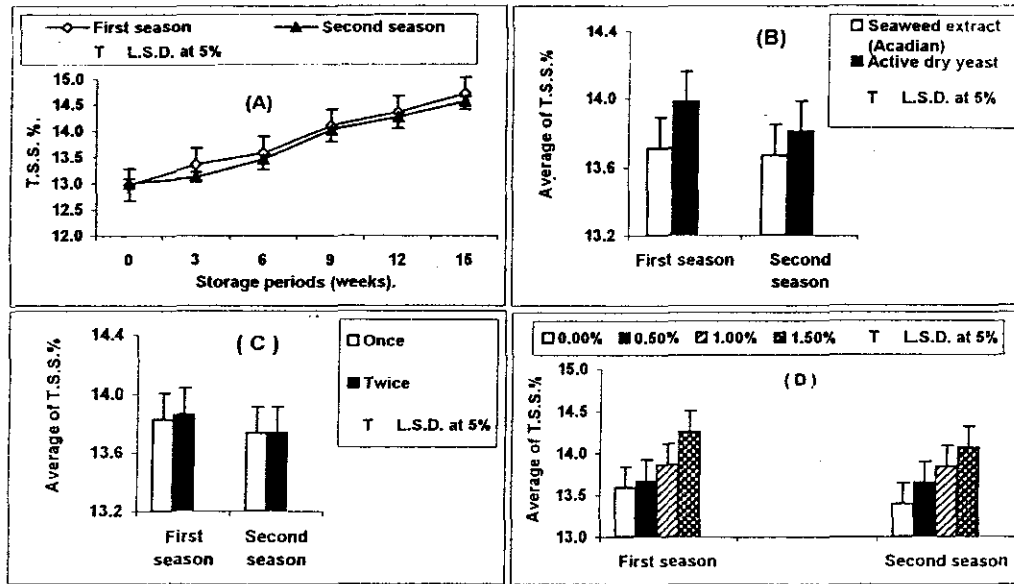 First season Second season
T L.S.D. at 5%
(A)
T.S.S. %.
15.0
14.5
14.0
13.5
13.0
12.5
12.0
0 3 6 9 12 15
Storage periods (weeks).
(B)
Seaweed extract
(Acadian)
Active dry yeast
T L.S.D. at 5%
Average of T.S.S.%
14.4
14.0
13.6
13.2
First season Second
season
(C)
Once
Twice
T L.S.D. at 5%
Average of T.S.S.%
14.4
14.0
13.6
13.2
First Second
season season
0.00% 0.50% 1.00% 1.50% T L.S.D. at 5%
(D)
Average of T.S.S.%
15.0
14.5
14.0
13.5
13.0
First season Second season